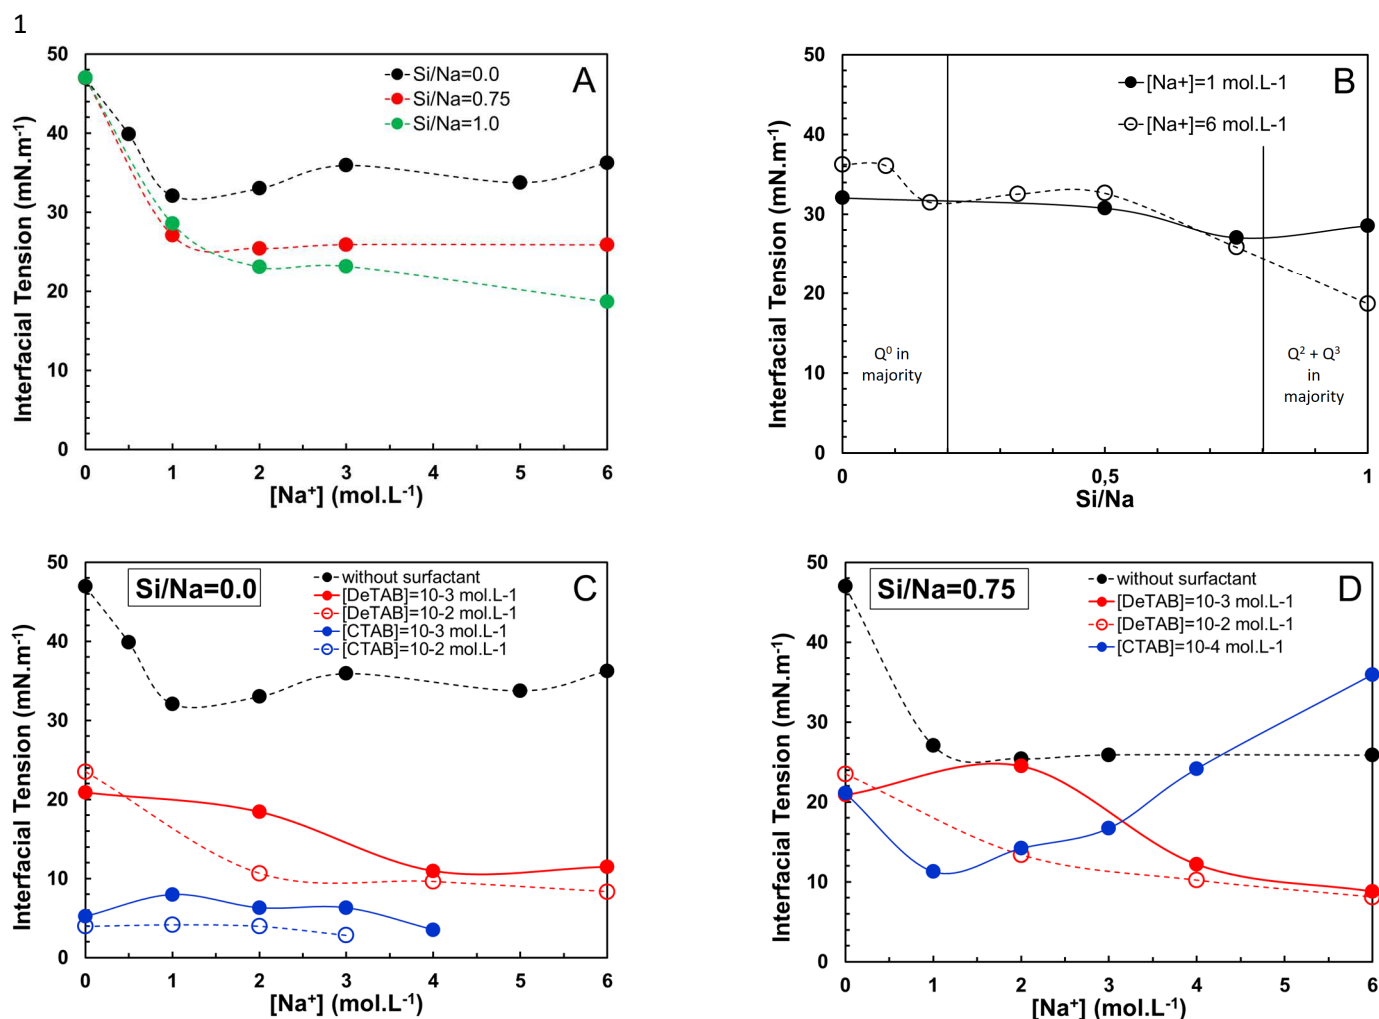 1
50
40
30
20
10
0
Interfacial Tension (mN.m⁻¹)
Si/Na=0.0
Si/Na=0.75
Si/Na=1.0
A
0 1 2 3 4 5 6
[Na⁺] (mol.L⁻¹)
50
40
30
20
10
0
Interfacial Tension (mN.m⁻¹)
[Na+]=1 mol.L-1
[Na+]=6 mol.L-1
B
Q⁰ in
majority
Q² + Q³
in
majority
0 0,5 1
Si/Na
50
40
30
20
10
0
Interfacial Tension (mN.m⁻¹)
Si/Na=0.0
without surfactant
[DeTAB]=10-3 mol.L-1
[DeTAB]=10-2 mol.L-1
[CTAB]=10-3 mol.L-1
[CTAB]=10-2 mol.L-1
C
0 1 2 3 4 5 6
[Na⁺] (mol.L⁻¹)
50
40
30
20
10
0
Interfacial Tension (mN.m⁻¹)
Si/Na=0.75
without surfactant
[DeTAB]=10-3 mol.L-1
[DeTAB]=10-2 mol.L-1
[CTAB]=10-4 mol.L-1
D
0 1 2 3 4 5 6
[Na⁺] (mol.L⁻¹)